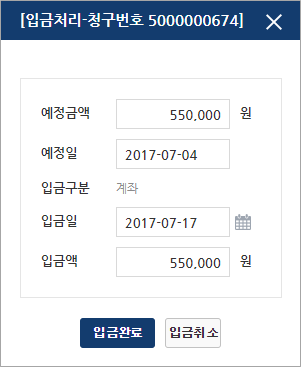 [입금처리-청구번호 5000000674]
예정금액 550,000 원
예정일 2017-07-04
입금구분 계좌
입금일 2017-07-17
입금액 550,000 원
입금완료 입금취소